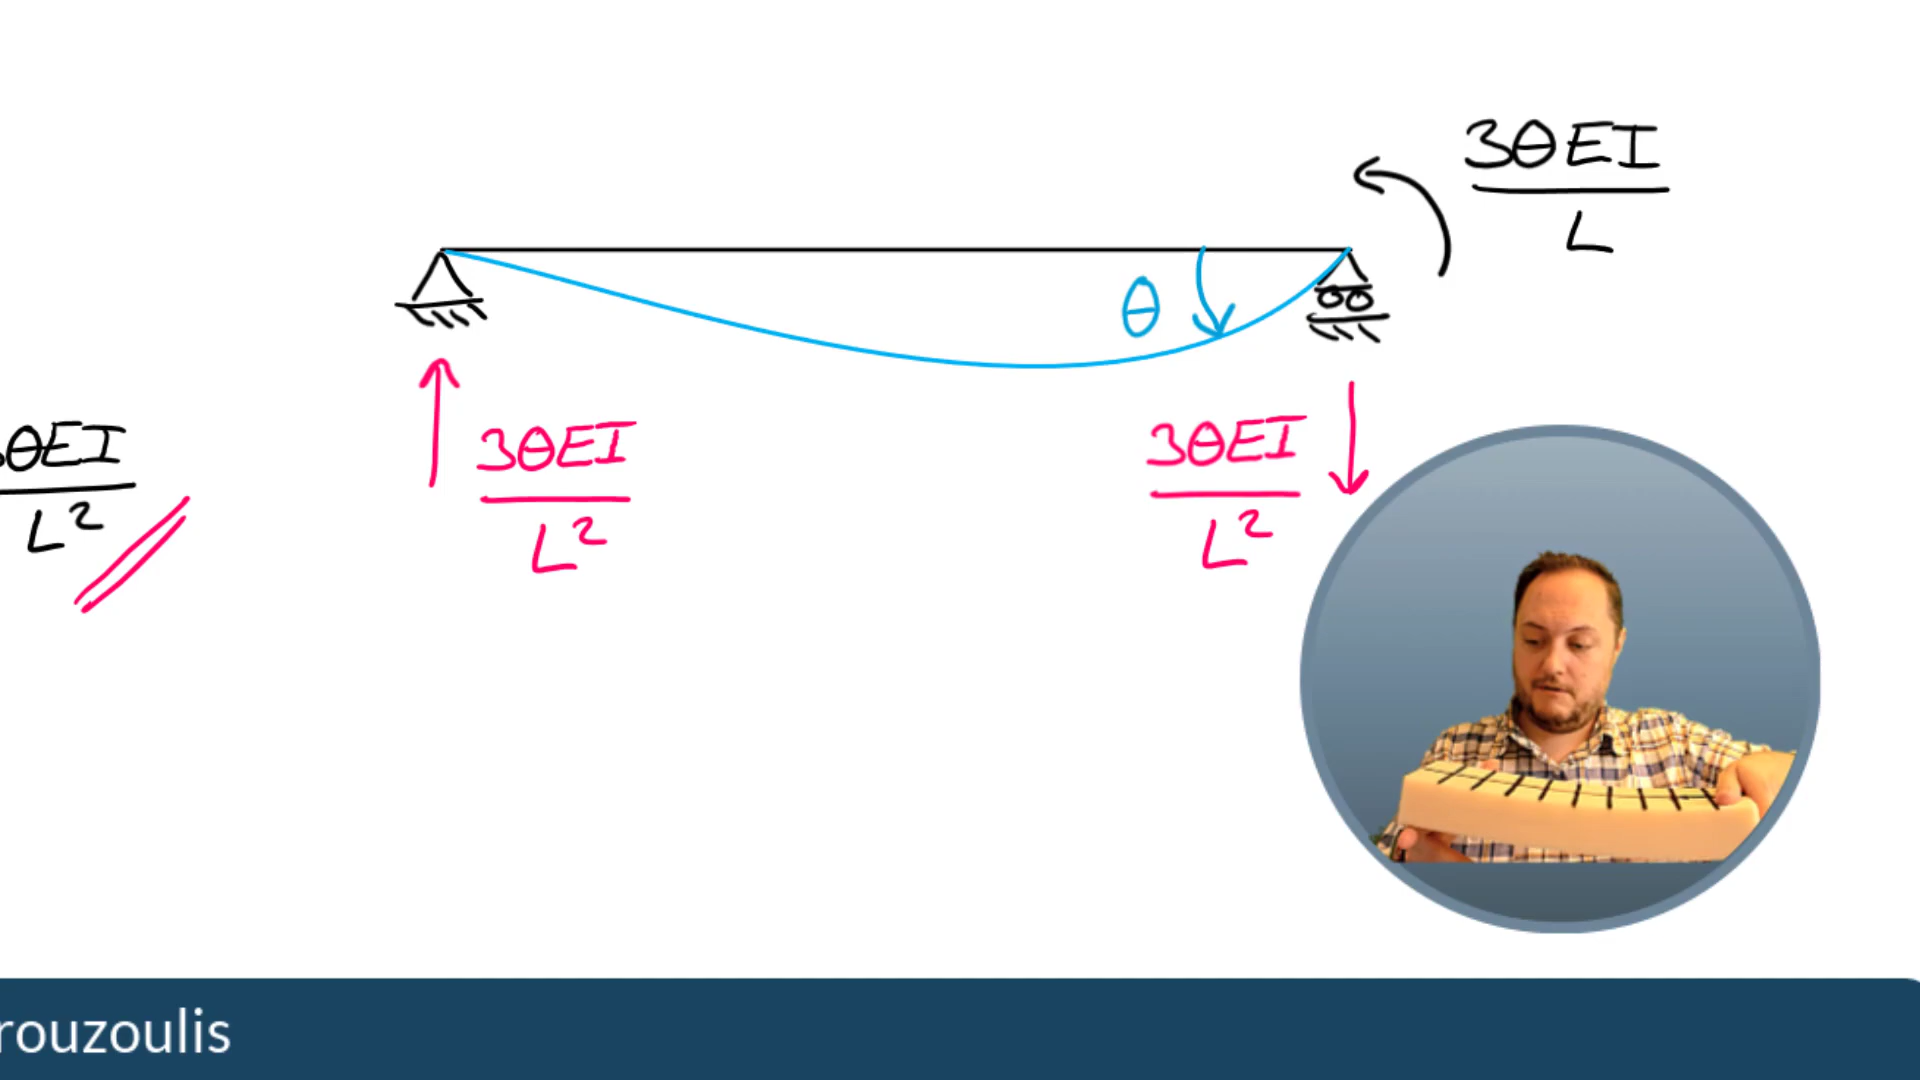 3θEI
L
θ
θEI
L²
3θEI
L²
3θEI
L²
rouzoulis